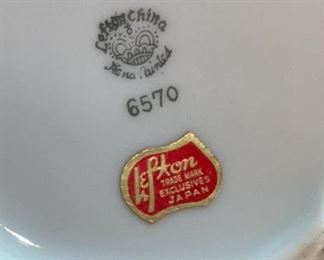 Lefton China
Hand Painted
6570
Lefton
TRADE MARK
EXCLUSIVES
JAPAN